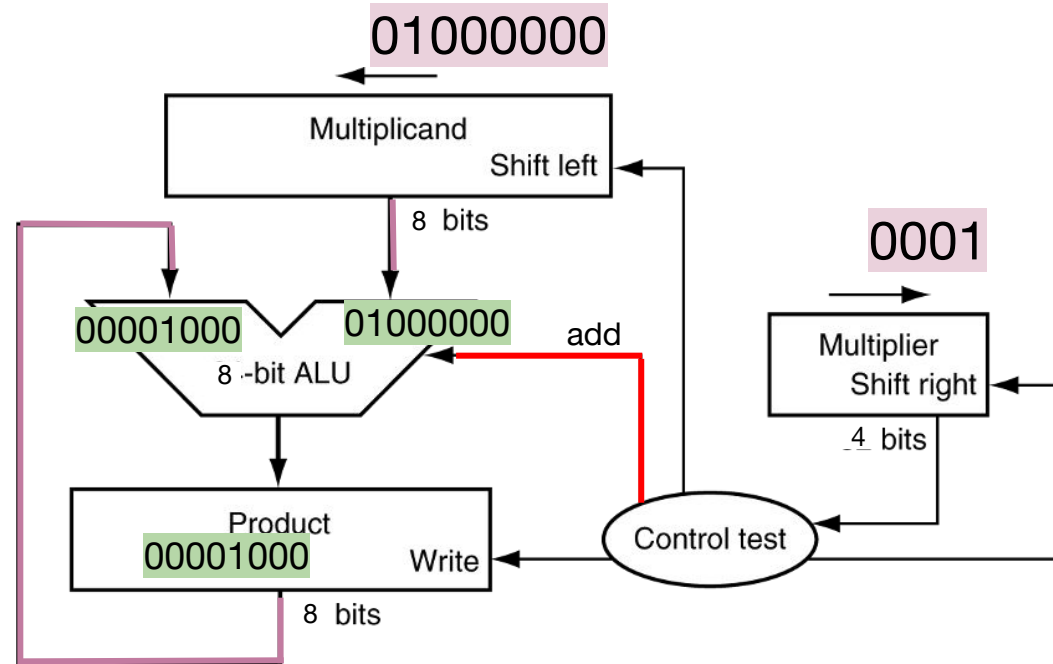 01000000
Multiplicand
Shift left
8 bits
0001
00001000
01000000
add
8-bit ALU
Multiplier
Shift right
4 bits
Product
00001000
Write
Control test
8 bits